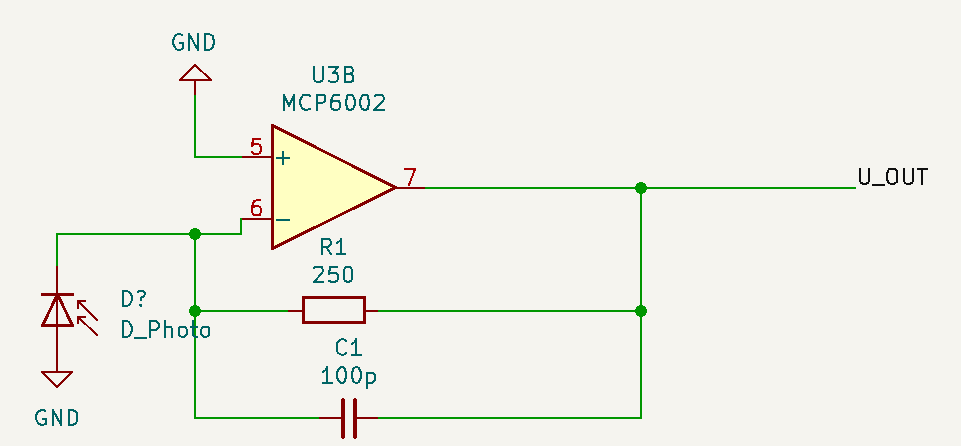 GND
U3B
MCP6002
5
+
7
U_OUT
6
−
R1
250
D?
D_Photo
C1
100p
GND